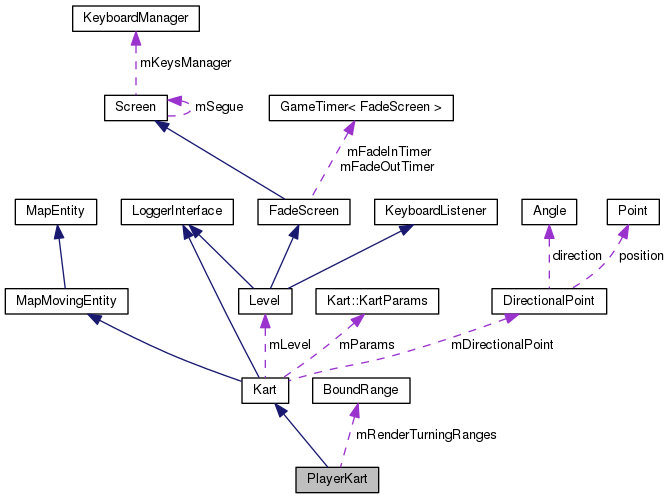 KeyboardManager
mKeysManager
Screen
mSegue
GameTimer< FadeScreen >
mFadeInTimer
mFadeOutTimer
MapEntity
LoggerInterface
FadeScreen
KeyboardListener
Angle
Point
direction
position
MapMovingEntity
Level
Kart::KartParams
DirectionalPoint
mLevel
mParams
mDirectionalPoint
Kart
BoundRange
mRenderTurningRanges
PlayerKart